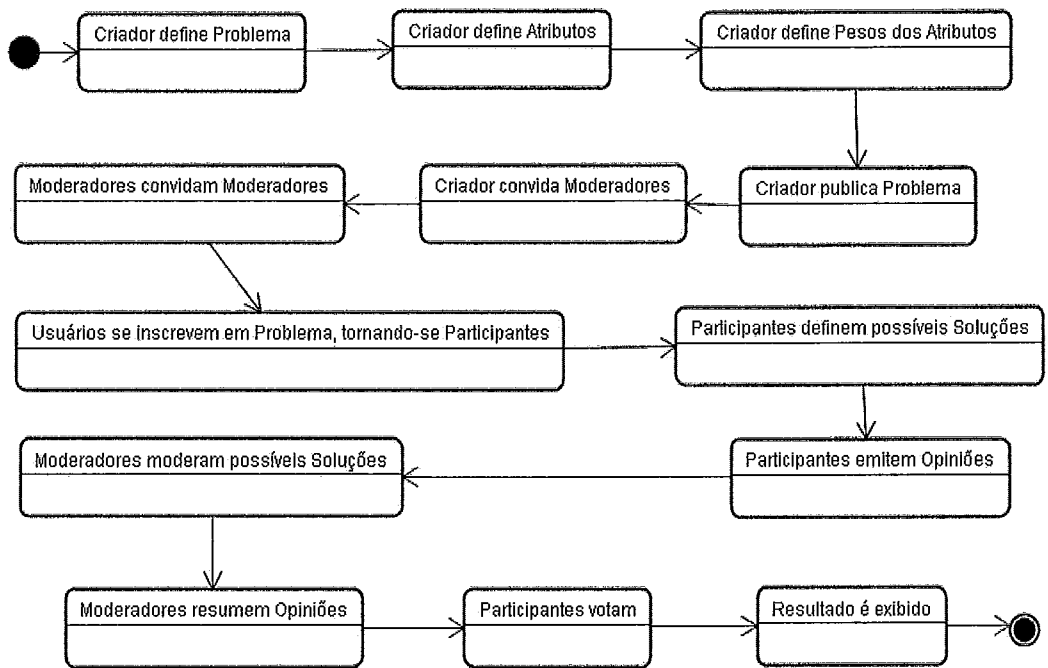 Criador define Problema
Criador define Atributos
Criador define Pesos dos Atributos
Criador publica Problema
Criador convida Moderadores
Moderadores convidam Moderadores
Usuários se inscrevem em Problema, tornando-se Participantes
Participantes definem possíveis Soluções
Participantes emitem Opiniões
Moderadores moderam possíveis Soluções
Moderadores resumem Opiniões
Participantes votam
Resultado é exibido